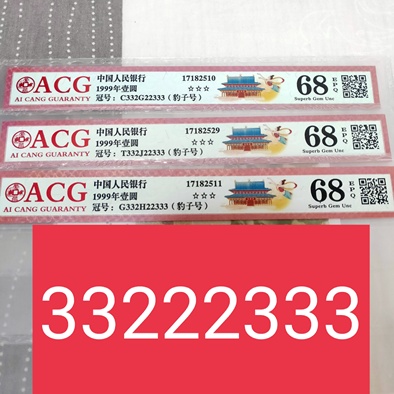 ACG
AI CANG GUARANTY
中国人民银行 17182510
1999年壹圆 ☆☆☆
冠号：C332G22333（豹子号）
68 EPQ
Superb Gem Unc
ACG
AI CANG GUARANTY
中国人民银行 17182529
1999年壹圆 ☆☆☆
冠号：T332J22333（豹子号）
68 EPQ
Superb Gem Unc
ACG
AI CANG GUARANTY
中国人民银行 17182511
1999年壹圆 ☆☆☆
冠号：G332H22333（豹子号）
68 EPQ
Superb Gem Unc
33222333